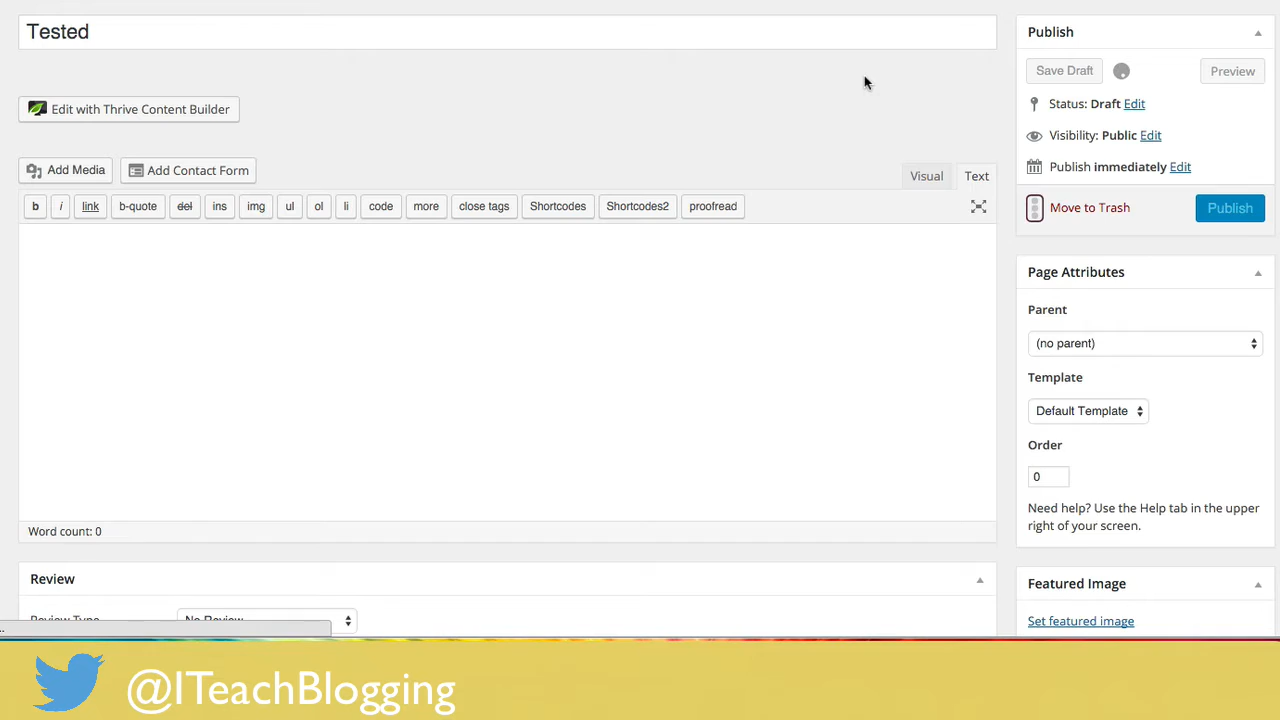 Tested
Edit with Thrive Content Builder
Add Media
Add Contact Form
Visual
Text
b
i
link
b-quote
del
ins
img
ul
ol
li
code
more
close tags
Shortcodes
Shortcodes2
proofread
Word count: 0
Review
Review Type
No Review
Publish
Save Draft
Preview
Status: Draft Edit
Visibility: Public Edit
Publish immediately Edit
Move to Trash
Publish
Page Attributes
Parent
(no parent)
Template
Default Template
Order
0
Need help? Use the Help tab in the upper
right of your screen.
Featured Image
Set featured image
..
@ITeachBlogging